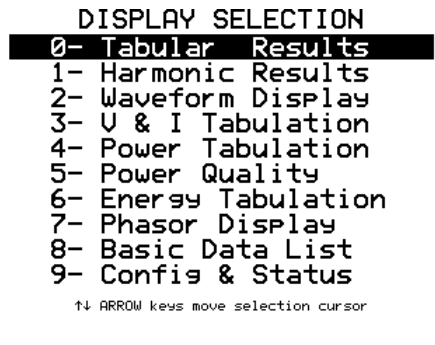 DISPLAY SELECTION
0- Tabular Results
1- Harmonic Results
2- Waveform Display
3- V & I Tabulation
4- Power Tabulation
5- Power Quality
6- Energy Tabulation
7- Phasor Display
8- Basic Data List
9- Config & Status
↑↓ ARROW keys move selection cursor